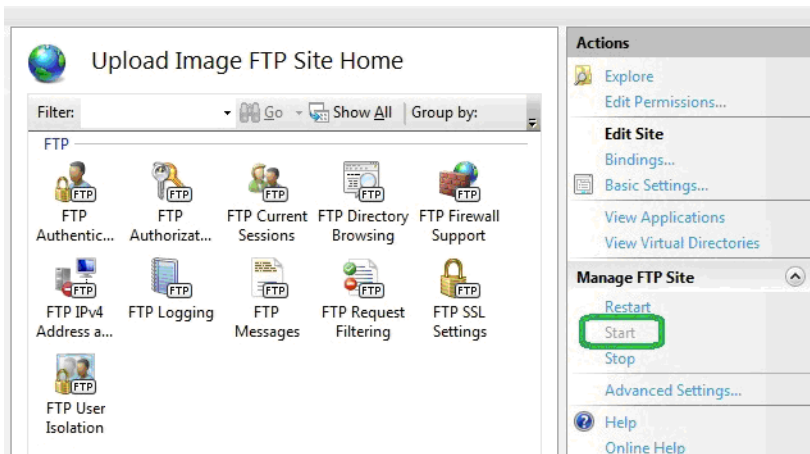 Upload Image FTP Site Home
Filter:
Go
Show All
Group by:
FTP
FTP
FTP
Authentic...
FTP
FTP
Authorizat...
FTP
FTP Current
Sessions
FTP
FTP Directory
Browsing
FTP
FTP Firewall
Support
FTP
FTP IPv4
Address a...
FTP
FTP Logging
FTP
FTP
Messages
FTP
FTP Request
Filtering
FTP
FTP SSL
Settings
FTP
FTP User
Isolation
Actions
Explore
Edit Permissions...
Edit Site
Bindings...
Basic Settings...
View Applications
View Virtual Directories
Manage FTP Site
Restart
Start
Stop
Advanced Settings...
Help
Online Help